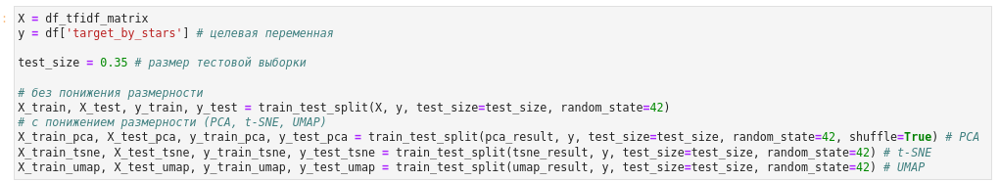 :
X = df_tfidf_matrix
y = df['target_by_stars'] # целевая переменная
test_size = 0.35 # размер тестовой выборки
# без понижения размерности
X_train, X_test, y_train, y_test = train_test_split(X, y, test_size=test_size, random_state=42)
# с понижением размерности (PCA, t-SNE, UMAP)
X_train_pca, X_test_pca, y_train_pca, y_test_pca = train_test_split(pca_result, y, test_size=test_size, random_state=42, shuffle=True) # PCA
X_train_tsne, X_test_tsne, y_train_tsne, y_test_tsne = train_test_split(tsne_result, y, test_size=test_size, random_state=42) # t-SNE
X_train_umap, X_test_umap, y_train_umap, y_test_umap = train_test_split(umap_result, y, test_size=test_size, random_state=42) # UMAP